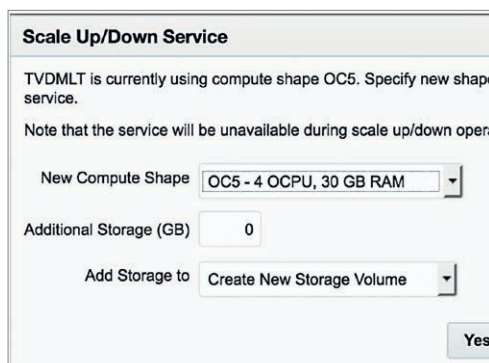 Scale Up/Down Service
TVDMLT is currently using compute shape OC5. Specify new shape
service.
Note that the service will be unavailable during scale up/down opera
New Compute Shape OC5 - 4 OCPU, 30 GB RAM
Additional Storage (GB) 0
Add Storage to Create New Storage Volume
Yes